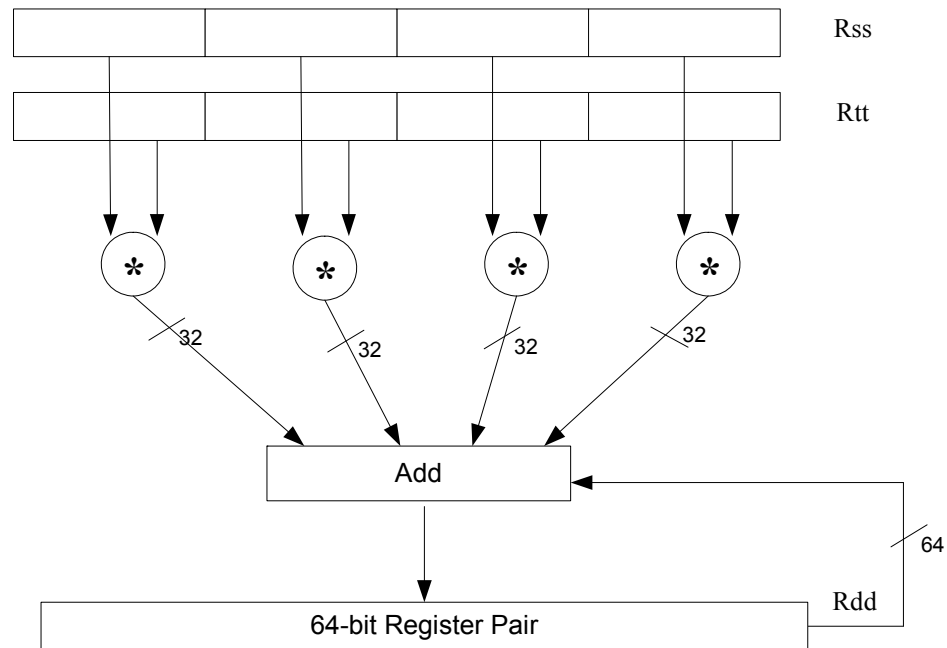 Rss
Rtt
* * * *
32 32 32 32
Add
64
Rdd
64-bit Register Pair